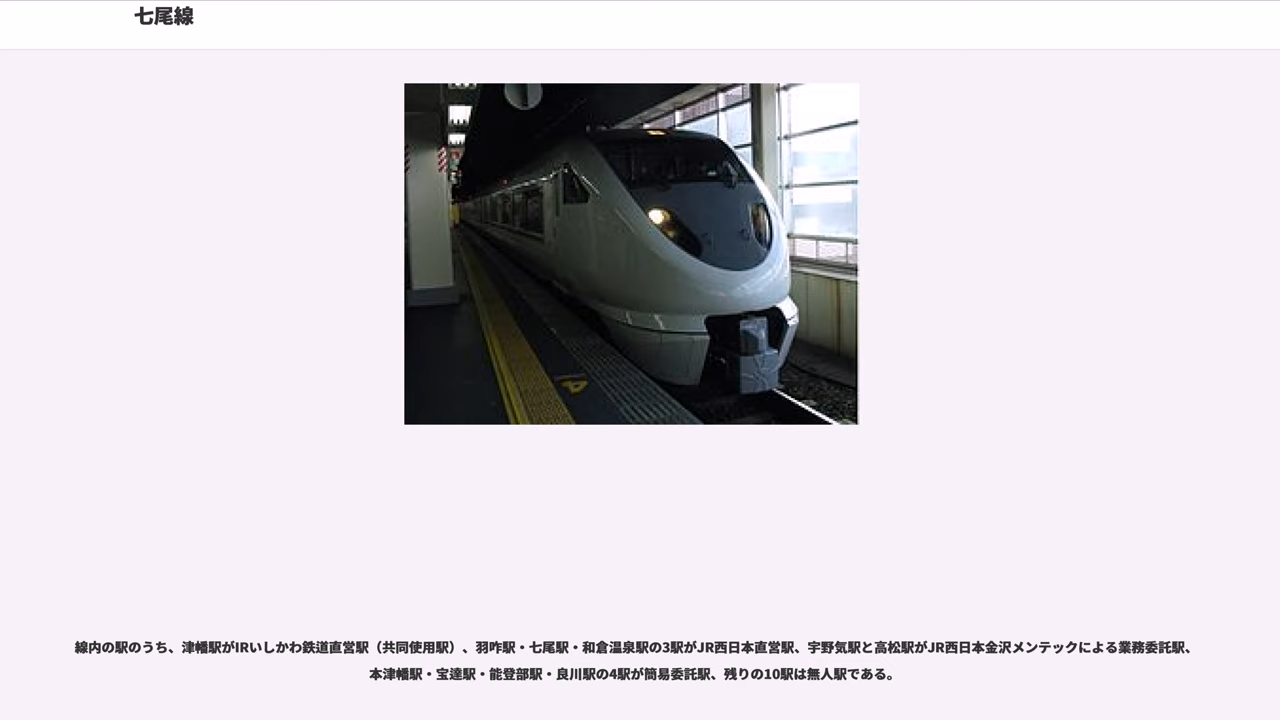 七尾線
線内の駅のうち、津幡駅がIRいしかわ鉄道直営駅（共同使用駅）、羽咋駅・七尾駅・和倉温泉駅の3駅がJR西日本直営駅、宇野気駅と高松駅がJR西日本金沢メンテックによる業務委託駅、
本津幡駅・宝達駅・能登部駅・良川駅の4駅が簡易委託駅、残りの10駅は無人駅である。